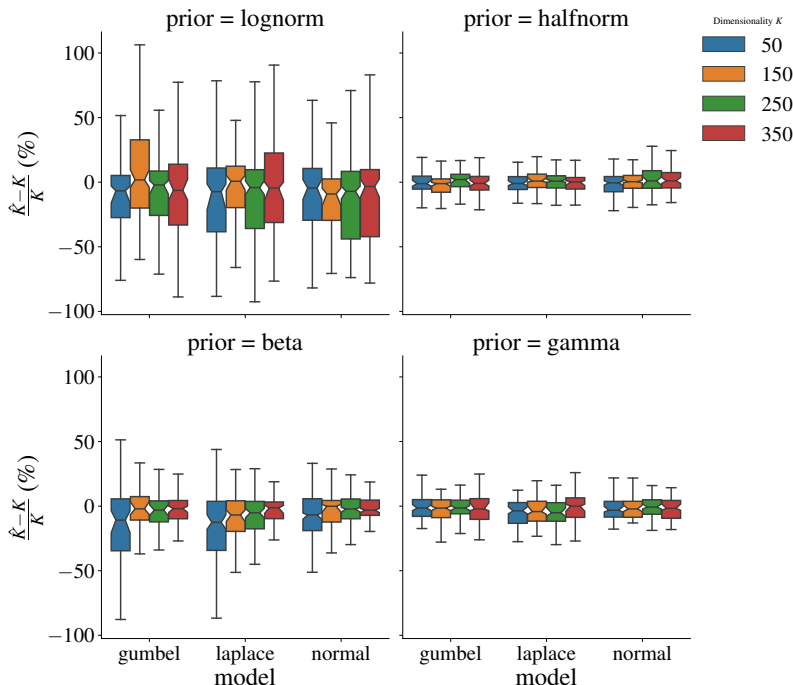 prior = lognorm
prior = halfnorm
Dimensionality K
50
150
250
350
100
50
0
−50
−100
K̂−K
K
(%)
prior = beta
prior = gamma
100
50
0
−50
−100
K̂−K
K
(%)
gumbel laplace normal
gumbel laplace normal
model
model